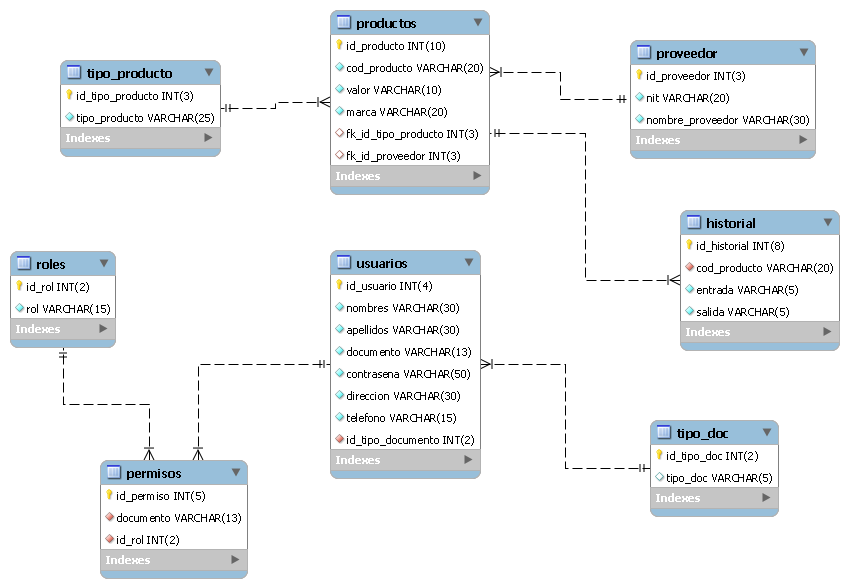 productos
id_producto INT(10)
cod_producto VARCHAR(20)
valor VARCHAR(10)
marca VARCHAR(20)
fk_id_tipo_producto INT(3)
fk_id_proveedor INT(3)
Indexes
tipo_producto
id_tipo_producto INT(3)
tipo_producto VARCHAR(25)
Indexes
proveedor
id_proveedor INT(3)
nit VARCHAR(20)
nombre_proveedor VARCHAR(30)
Indexes
historial
id_historial INT(8)
cod_producto VARCHAR(20)
entrada VARCHAR(5)
salida VARCHAR(5)
Indexes
roles
id_rol INT(2)
rol VARCHAR(15)
Indexes
usuarios
id_usuario INT(4)
nombres VARCHAR(30)
apellidos VARCHAR(30)
documento VARCHAR(13)
contrasena VARCHAR(50)
direccion VARCHAR(30)
telefono VARCHAR(15)
id_tipo_documento INT(2)
Indexes
tipo_doc
id_tipo_doc INT(2)
tipo_doc VARCHAR(5)
Indexes
permisos
id_permiso INT(5)
documento VARCHAR(13)
id_rol INT(2)
Indexes